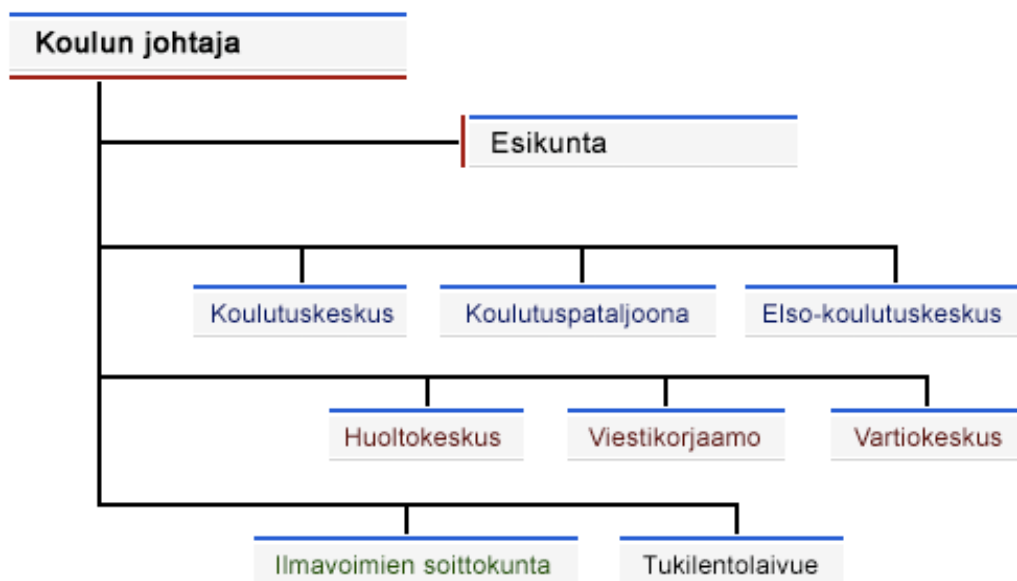 Koulun johtaja
Esikunta
Koulutuskeskus
Koulutuspataljoona
Elso-koulutuskeskus
Huoltokeskus
Viestikorjaamo
Vartiokeskus
Ilmavoimien soittokunta
Tukilentolaivue